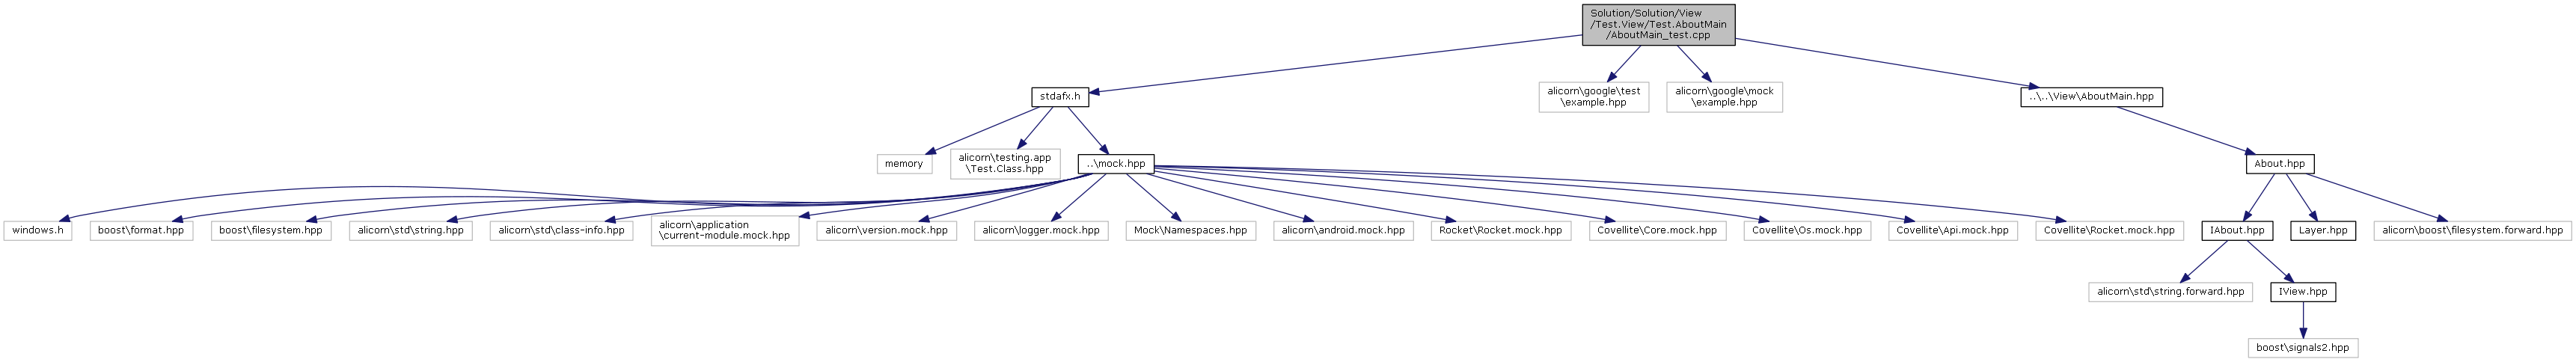 Solution/Solution/View
/Test.View/Test.AboutMain
/AboutMain_test.cpp
stdafx.h
alicorn\google\test
\example.hpp
alicorn\google\mock
\example.hpp
..\..\View\AboutMain.hpp
memory
alicorn\testing.app
\Test.Class.hpp
..\mock.hpp
About.hpp
windows.h
boost\format.hpp
boost\filesystem.hpp
alicorn\std\string.hpp
alicorn\std\class-info.hpp
alicorn\application
\current-module.mock.hpp
alicorn\version.mock.hpp
alicorn\logger.mock.hpp
Mock\Namespaces.hpp
alicorn\android.mock.hpp
Rocket\Rocket.mock.hpp
Covellite\Core.mock.hpp
Covellite\Os.mock.hpp
Covellite\Api.mock.hpp
Covellite\Rocket.mock.hpp
IAbout.hpp
Layer.hpp
alicorn\boost\filesystem.forward.hpp
alicorn\std\string.forward.hpp
IView.hpp
boost\signals2.hpp